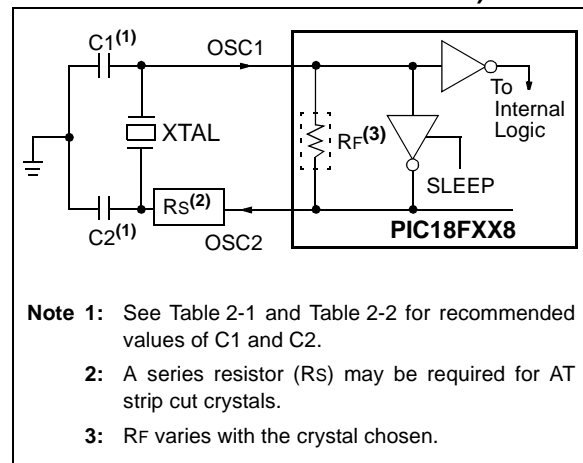 C1(1)
OSC1
To
Internal
Logic
XTAL
RF(3)
SLEEP
RS(2)
C2(1)
OSC2
PIC18FXX8
Note 1: See Table 2-1 and Table 2-2 for recommended
values of C1 and C2.
2: A series resistor (RS) may be required for AT
strip cut crystals.
3: RF varies with the crystal chosen.